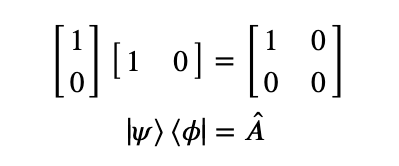 [1 0] [1 0] = [1 0 0 0]
|ψ⟩ ⟨ϕ| = Â